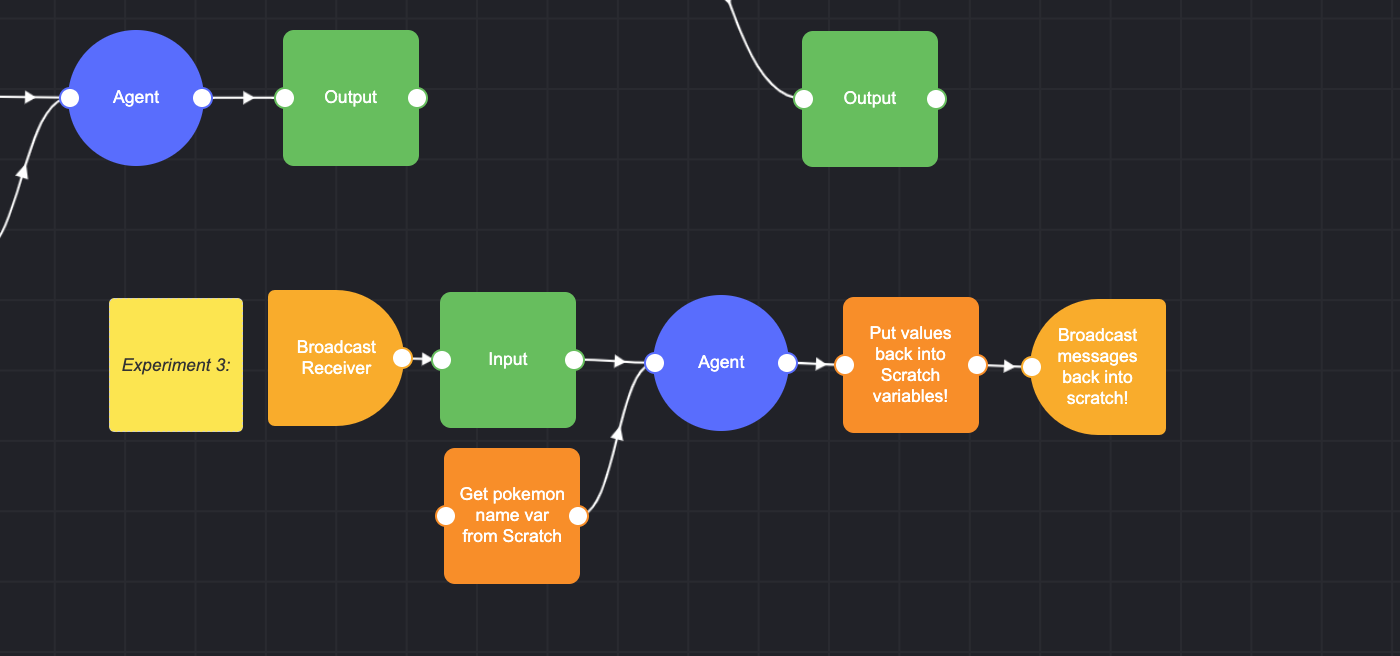 Agent
Output
Output
Experiment 3:
Broadcast
Receiver
Input
Agent
Put values
back into
Scratch
variables!
Broadcast
messages
back into
scratch!
Get pokemon
name var
from Scratch